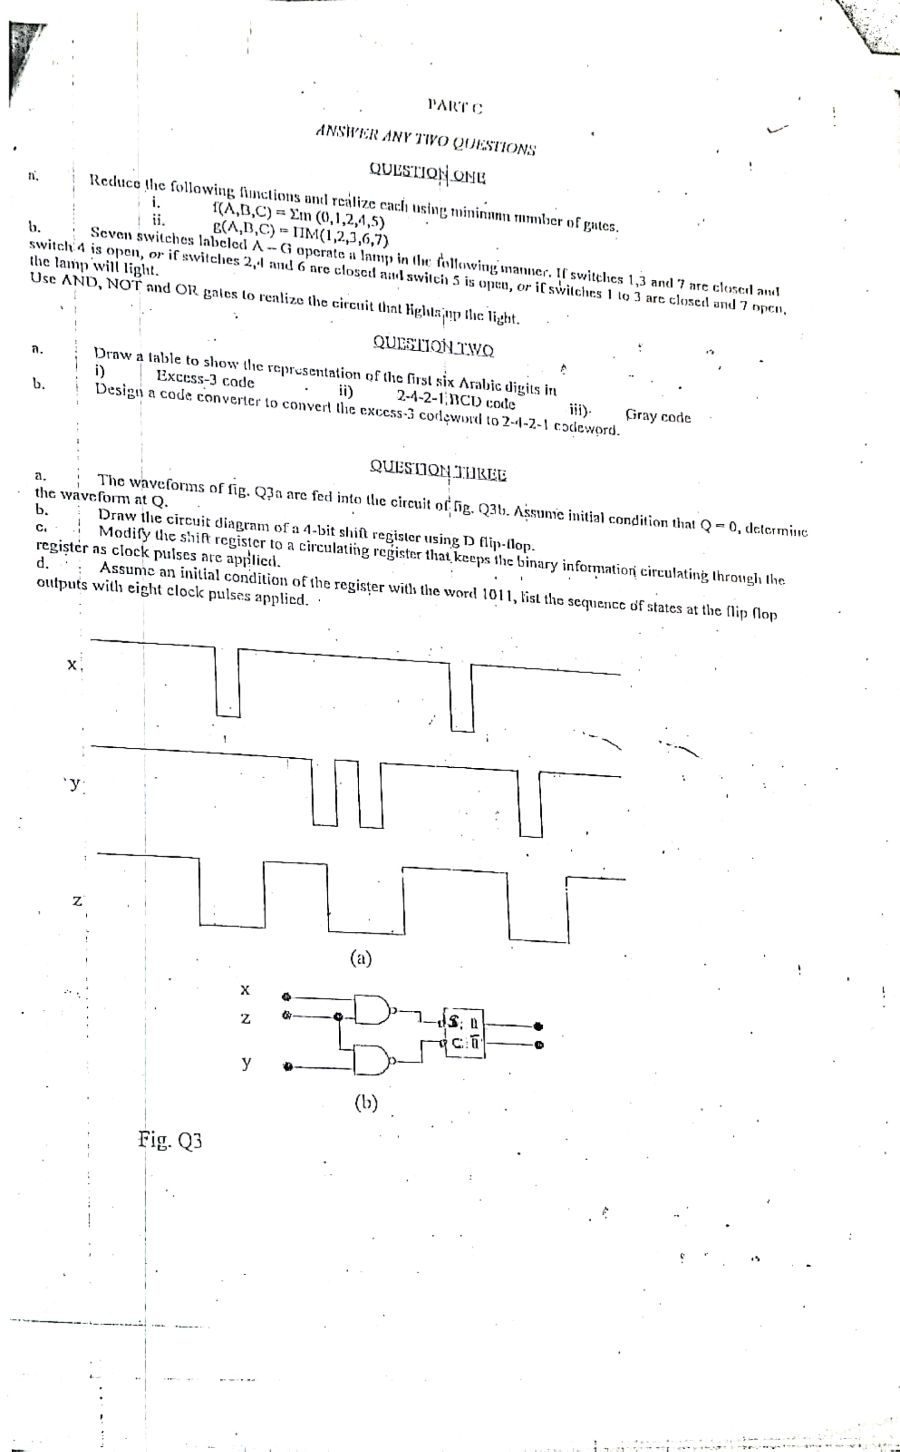 PART C
ANSWER ANY TWO QUESTIONS
QUESTION ONE
a. Reduce the following functions and realize each using minimum number of gates.
i. f(A,B,C) = Σm (0,1,2,4,5)
ii. g(A,B,C) = ΠM(1,2,3,6,7)
b. Seven switches labeled A – G operate a lamp in the following manner. If switches 1,3 and 7 are closed and
switch 4 is open, or if switches 2,4 and 6 are closed and switch 5 is open, or if switches 1 to 3 are closed and 7 open,
the lamp will light.
Use AND, NOT and OR gates to realize the circuit that lights up the light.
QUESTION TWO
a. Draw a table to show the representation of the first six Arabic digits in
i) Excess-3 code ii) 2-4-2-1 BCD code iii) Gray code
b. Design a code converter to convert the excess-3 codeword to 2-4-2-1 codeword.
QUESTION THREE
a. The waveforms of fig. Q3a are fed into the circuit of fig. Q3b. Assume initial condition that Q = 0, determine
the waveform at Q.
b. Draw the circuit diagram of a 4-bit shift register using D flip-flop.
c. Modify the shift register to a circulating register that keeps the binary information circulating through the
register as clock pulses are applied.
d. Assume an initial condition of the register with the word 1011, list the sequence of states at the flip flop
outputs with eight clock pulses applied.
x
y
z
(a)
x
z
y
S
C
(b)
Fig. Q3